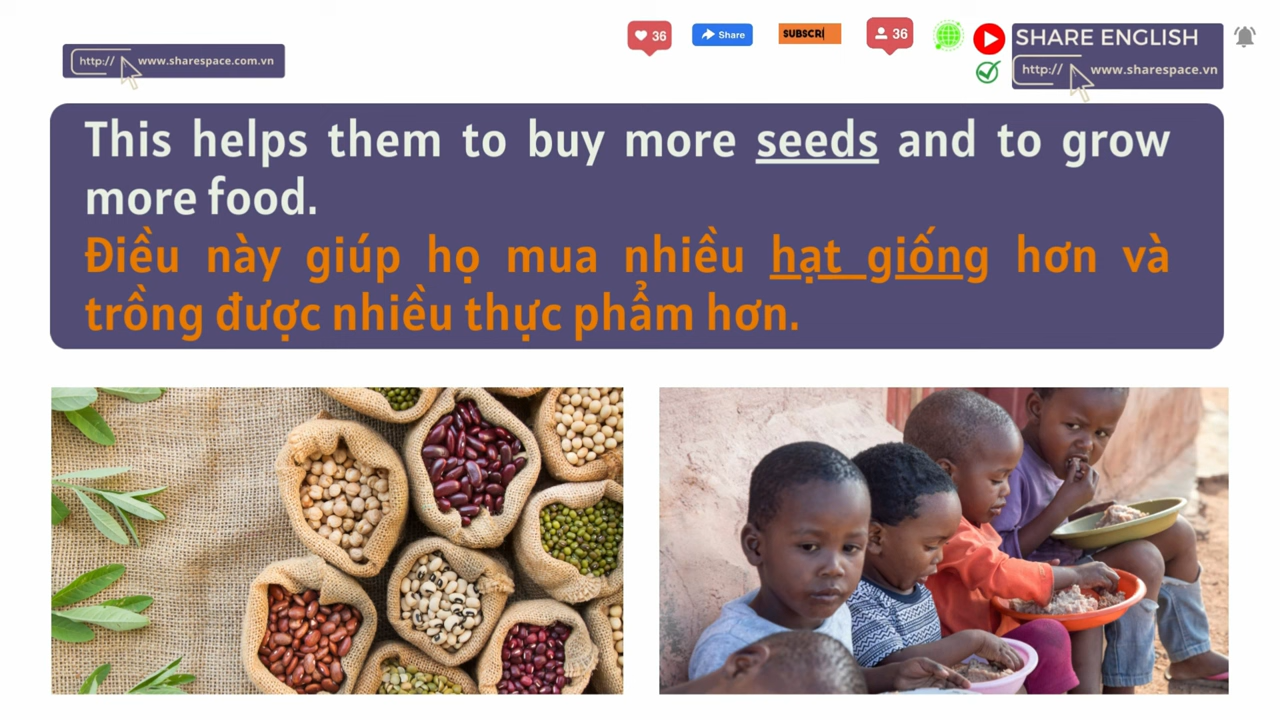 36
Share
SUBSCRI
36
SHARE ENGLISH
http://
www.sharespace.com.vn
http://
www.sharespace.vn
This helps them to buy more seeds and to grow
more food.
Điều này giúp họ mua nhiều hạt giống hơn và
trồng được nhiều thực phẩm hơn.